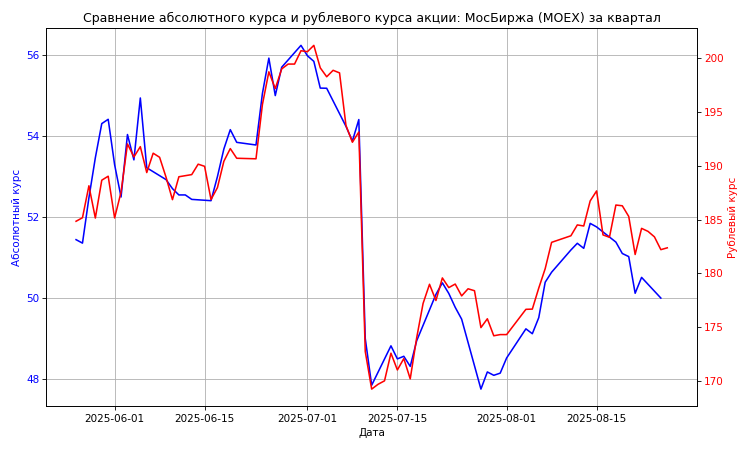 Сравнение абсолютного курса и рублевого курса акции: МосБиржа (MOEX) за квартал
Абсолютный курс
56
54
52
50
48
200
195
190
185
180
175
170
Рублевый курс
2025-06-01 2025-06-15 2025-07-01 2025-07-15 2025-08-01 2025-08-15
Дата